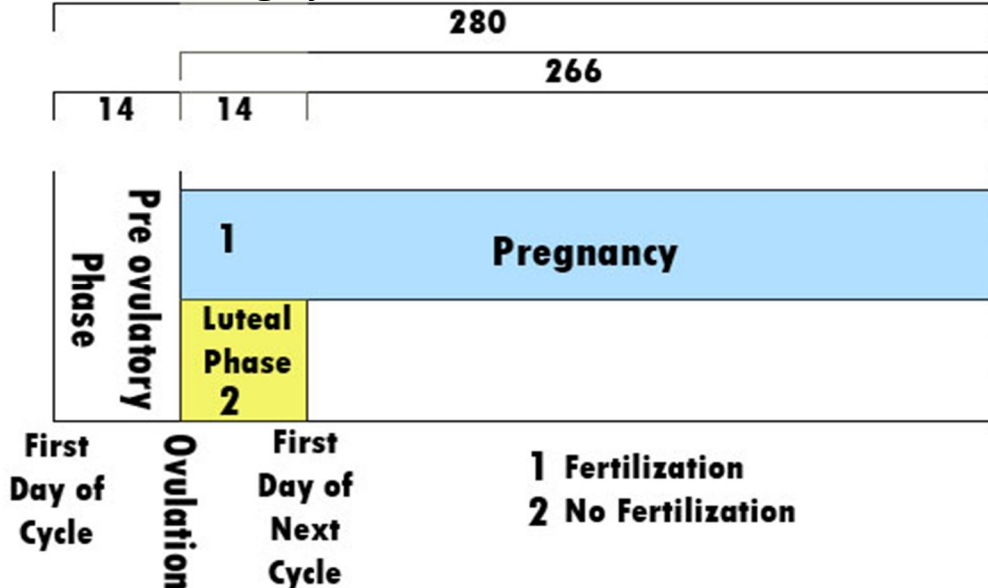 280
266
14 14
Pre ovulatory
Phase
1
Pregnancy
Luteal
Phase
2
First
Day of
Cycle
Ovulation
First
Day of
Next
Cycle
1 Fertilization
2 No Fertilization